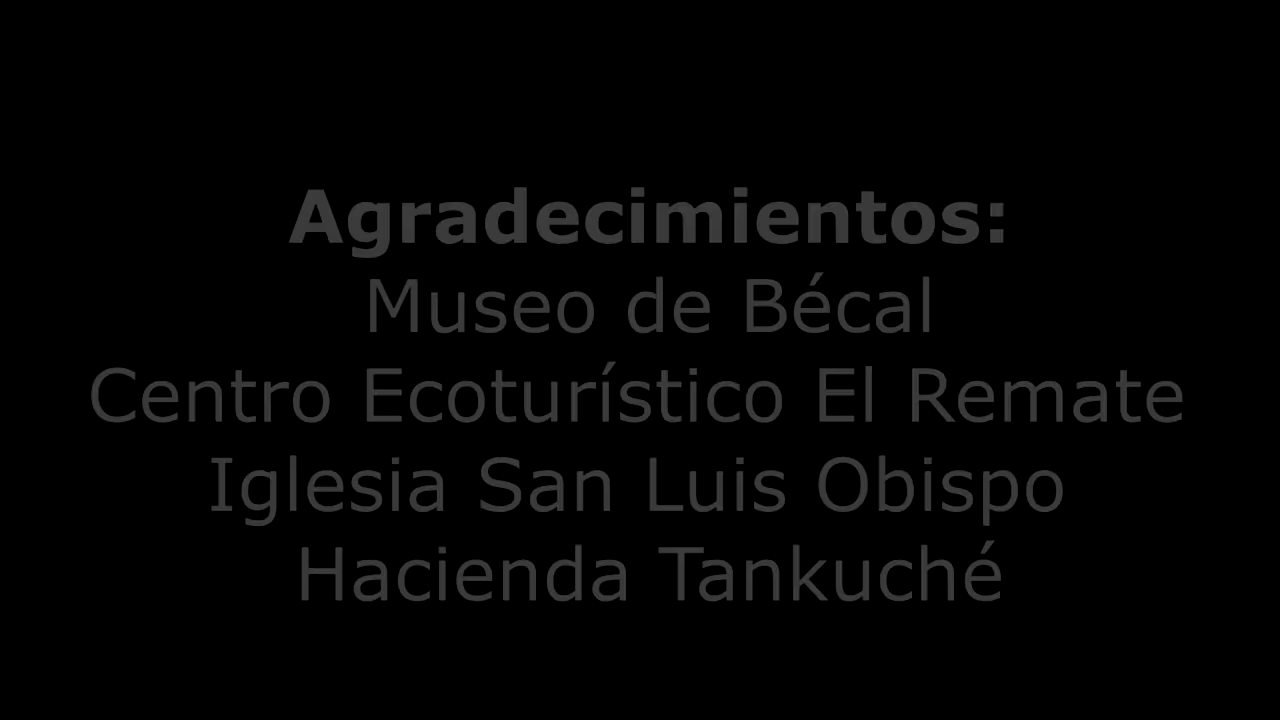 Agradecimientos:
Museo de Bécal
Centro Ecoturístico El Remate
Iglesia San Luis Obispo
Hacienda Tankuché